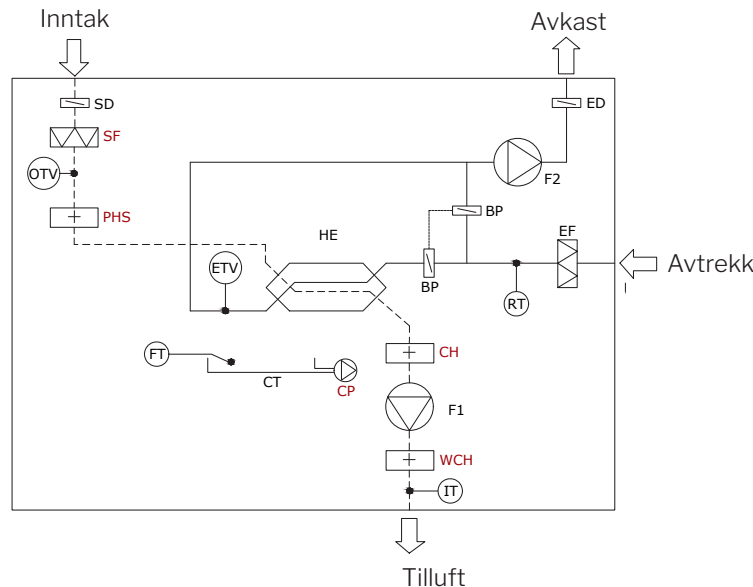 Inntak
Avkast
SD
ED
SF
OTV
F2
PHS
BP
HE
EF
ETV
Avtrekk
BP
RT
CH
FT
CT
CP
F1
WCH
IT
Tilluft